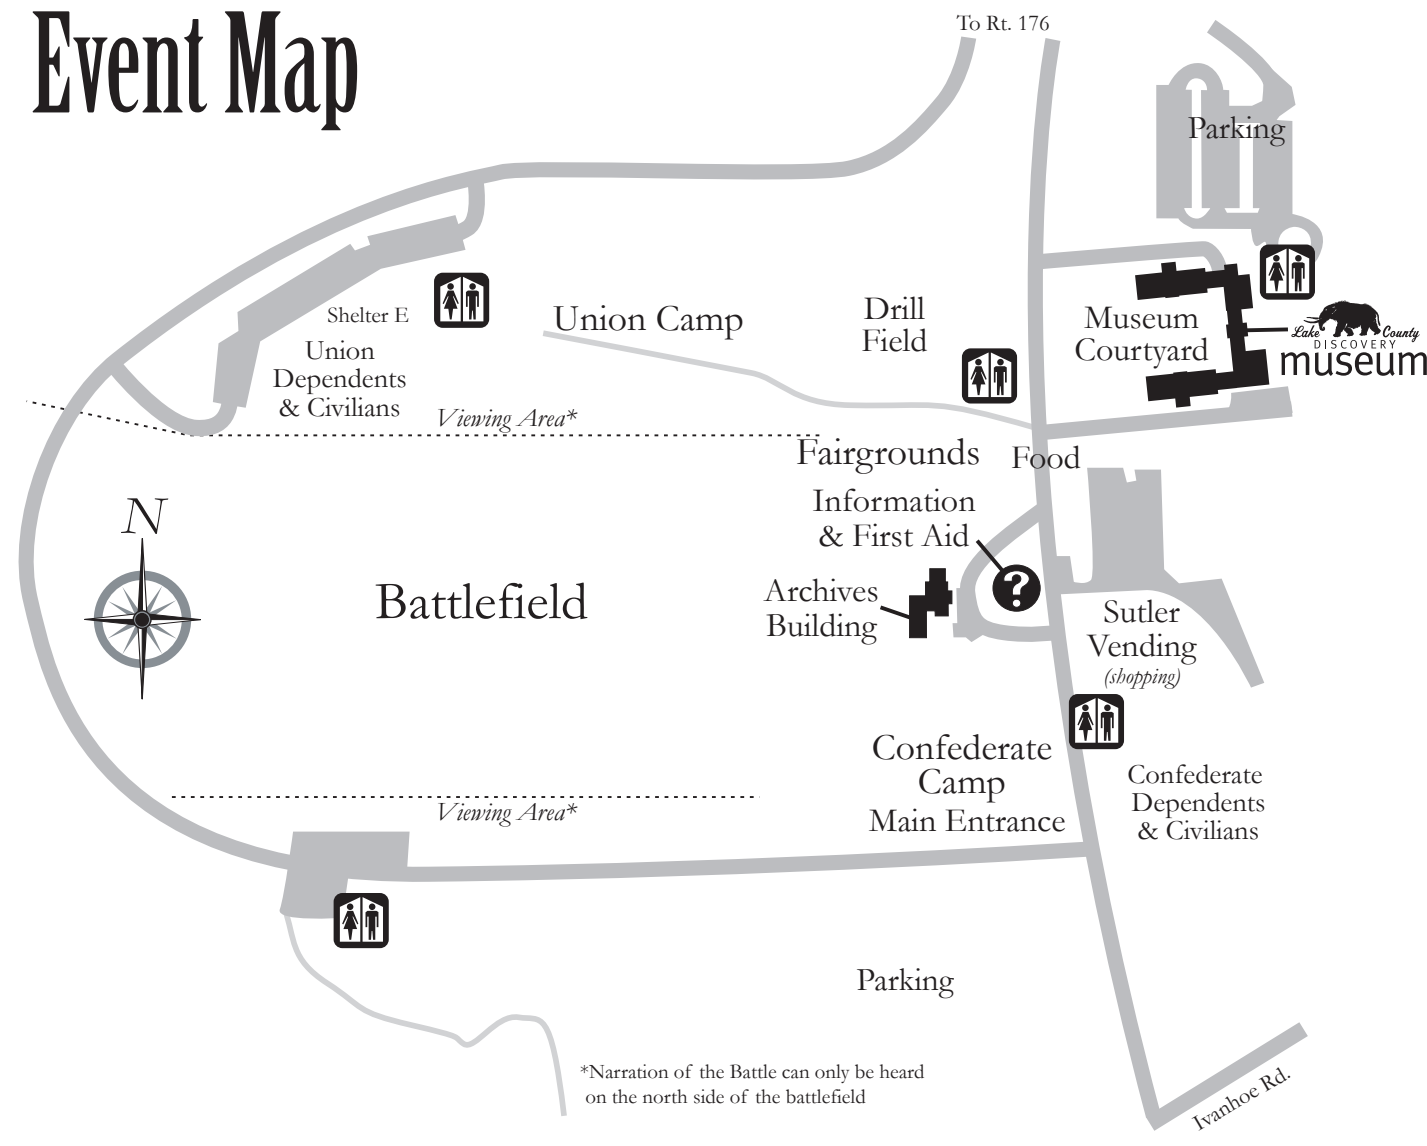 Event Map
To Rt. 176
Parking
Shelter E
Union
Dependents
& Civilians
Union Camp
Drill
Field
Museum
Courtyard
Lake County
DISCOVERY
museum
Viewing Area*
Fairgrounds
Food
Information
& First Aid
?
N
Battlefield
Archives
Building
Sutler
Vending
(shopping)
Confederate
Camp
Main Entrance
Confederate
Dependents
& Civilians
Viewing Area*
Parking
*Narration of the Battle can only be heard
on the north side of the battlefield
Ivanhoe Rd.